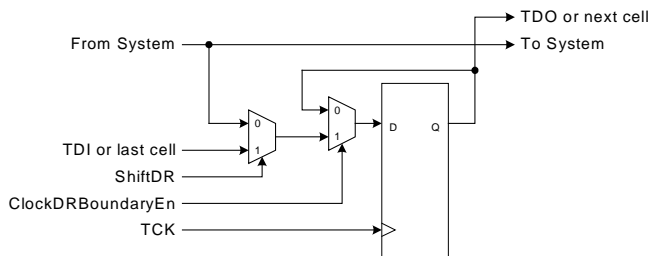 TDO or next cell
From System
To System
0
0
1
1
D Q
TDI or last cell
ShiftDR
ClockDRBoundaryEn
TCK